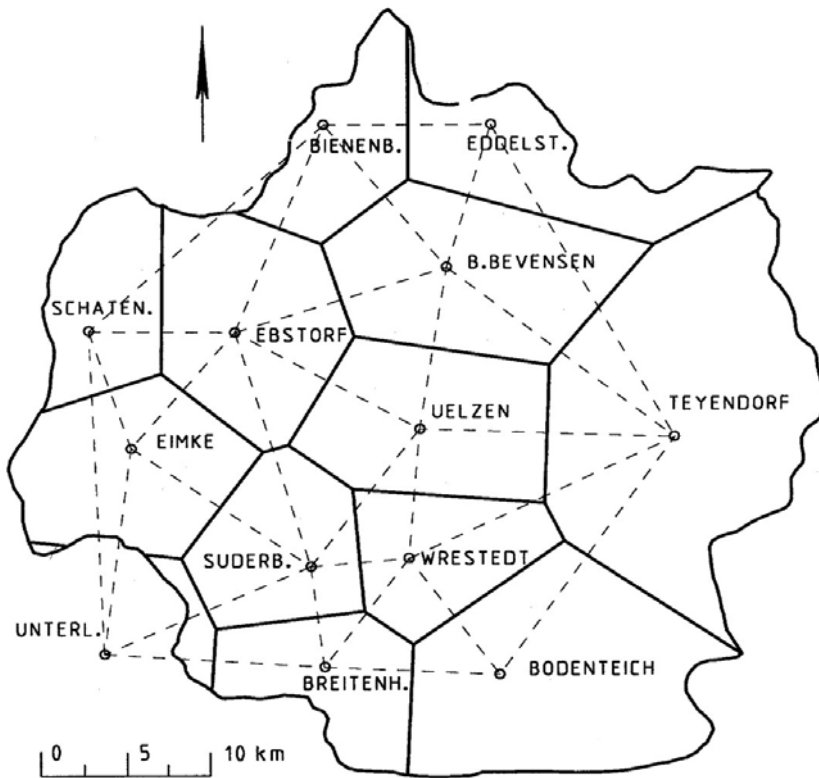 BIENENB.
EDDELST.
B.BEVENSEN
SCHATEN.
EBSTORF
UELZEN
TEYENDORF
EIMKE
SUDERB.
WRESTEDT
UNTERL.
BREITENH.
BODENTEICH
0 5 10 km